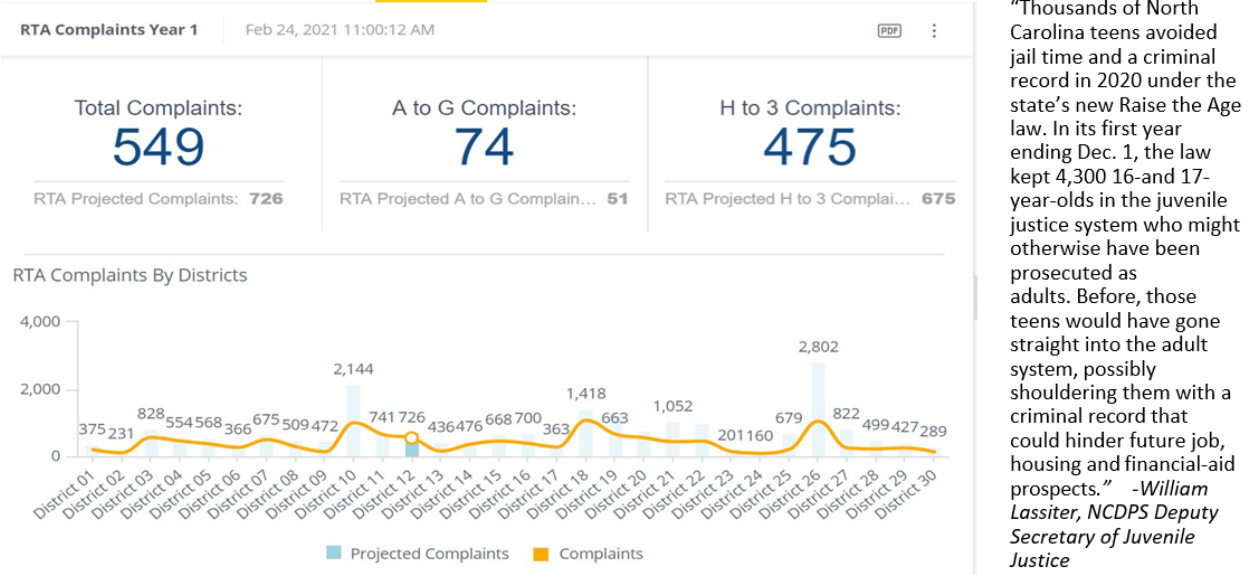 RTA Complaints Year 1
Feb 24, 2021 11:00:12 AM
PDF
Total Complaints:
549
RTA Projected Complaints: 726
A to G Complaints:
74
RTA Projected A to G Complain... 51
H to 3 Complaints:
475
RTA Projected H to 3 Complai... 675
RTA Complaints By Districts
4,000
2,000
0
375
231
828
554
568
366
675
509
472
2,144
741
726
436
476
668
700
363
1,418
663
1,052
201
160
679
2,802
822
499
427
289
District 01
District 02
District 03
District 04
District 05
District 06
District 07
District 08
District 09
District 10
District 11
District 12
District 13
District 14
District 15
District 16
District 17
District 18
District 19
District 20
District 21
District 22
District 23
District 24
District 25
District 26
District 27
District 28
District 29
District 30
Projected Complaints
Complaints
“Thousands of North
Carolina teens avoided
jail time and a criminal
record in 2020 under the
state’s new Raise the Age
law. In its first year
ending Dec. 1, the law
kept 4,300 16-and 17-
year-olds in the juvenile
justice system who might
otherwise have been
prosecuted as
adults. Before, those
teens would have gone
straight into the adult
system, possibly
shouldering them with a
criminal record that
could hinder future job,
housing and financial-aid
prospects.” -William
Lassiter, NCDPS Deputy
Secretary of Juvenile
Justice